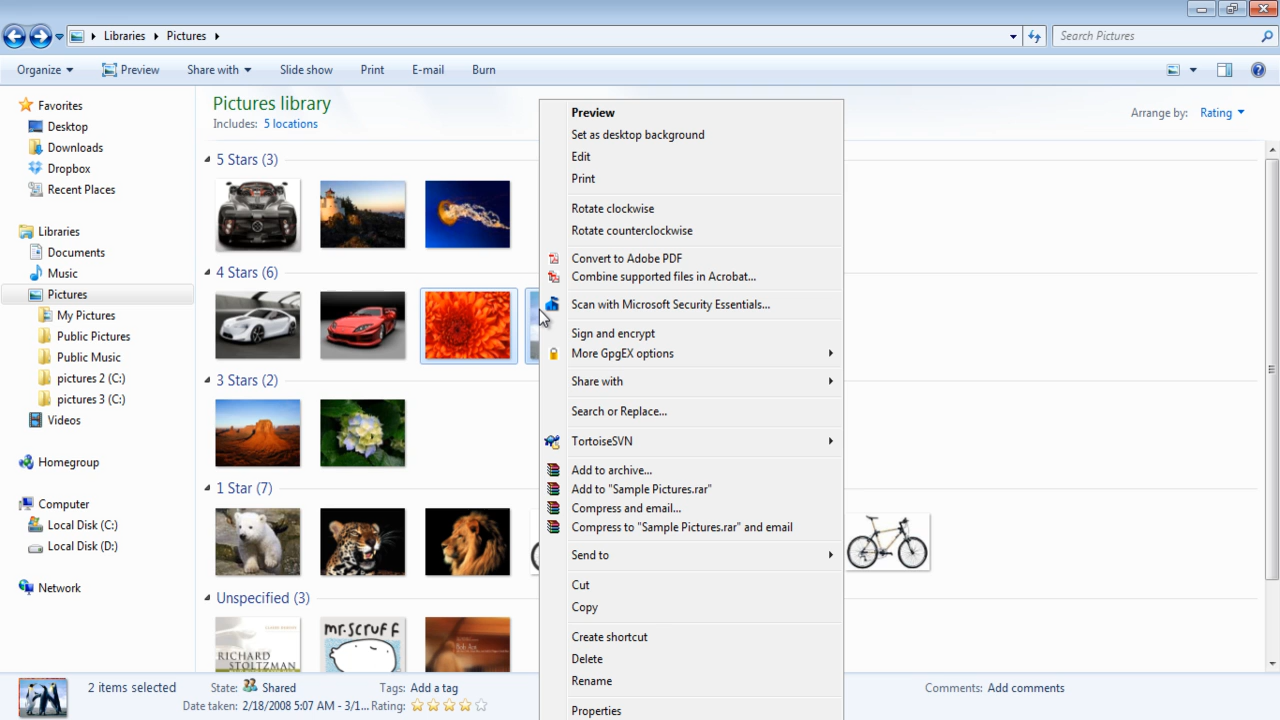 Libraries Pictures
Search Pictures
Organize Preview Share with Slide show Print E-mail Burn
Favorites
Desktop
Downloads
Dropbox
Recent Places
Libraries
Documents
Music
Pictures
My Pictures
Public Pictures
Public Music
pictures 2 (C:)
pictures 3 (C:)
Videos
Homegroup
Computer
Local Disk (C:)
Local Disk (D:)
Network
Pictures library
Includes: 5 locations
Arrange by: Rating
5 Stars (3)
4 Stars (6)
3 Stars (2)
1 Star (7)
Unspecified (3)
RICHARD
STOLTZMAN
mr.scruff
Preview
Set as desktop background
Edit
Print
Rotate clockwise
Rotate counterclockwise
Convert to Adobe PDF
Combine supported files in Acrobat...
Scan with Microsoft Security Essentials...
Sign and encrypt
More GpgEX options
Share with
Search or Replace...
TortoiseSVN
Add to archive...
Add to "Sample Pictures.rar"
Compress and email...
Compress to "Sample Pictures.rar" and email
Send to
Cut
Copy
Create shortcut
Delete
Rename
Properties
2 items selected State: Shared Tags: Add a tag Comments: Add comments
Date taken: 2/18/2008 5:07 AM - 3/1... Rating: